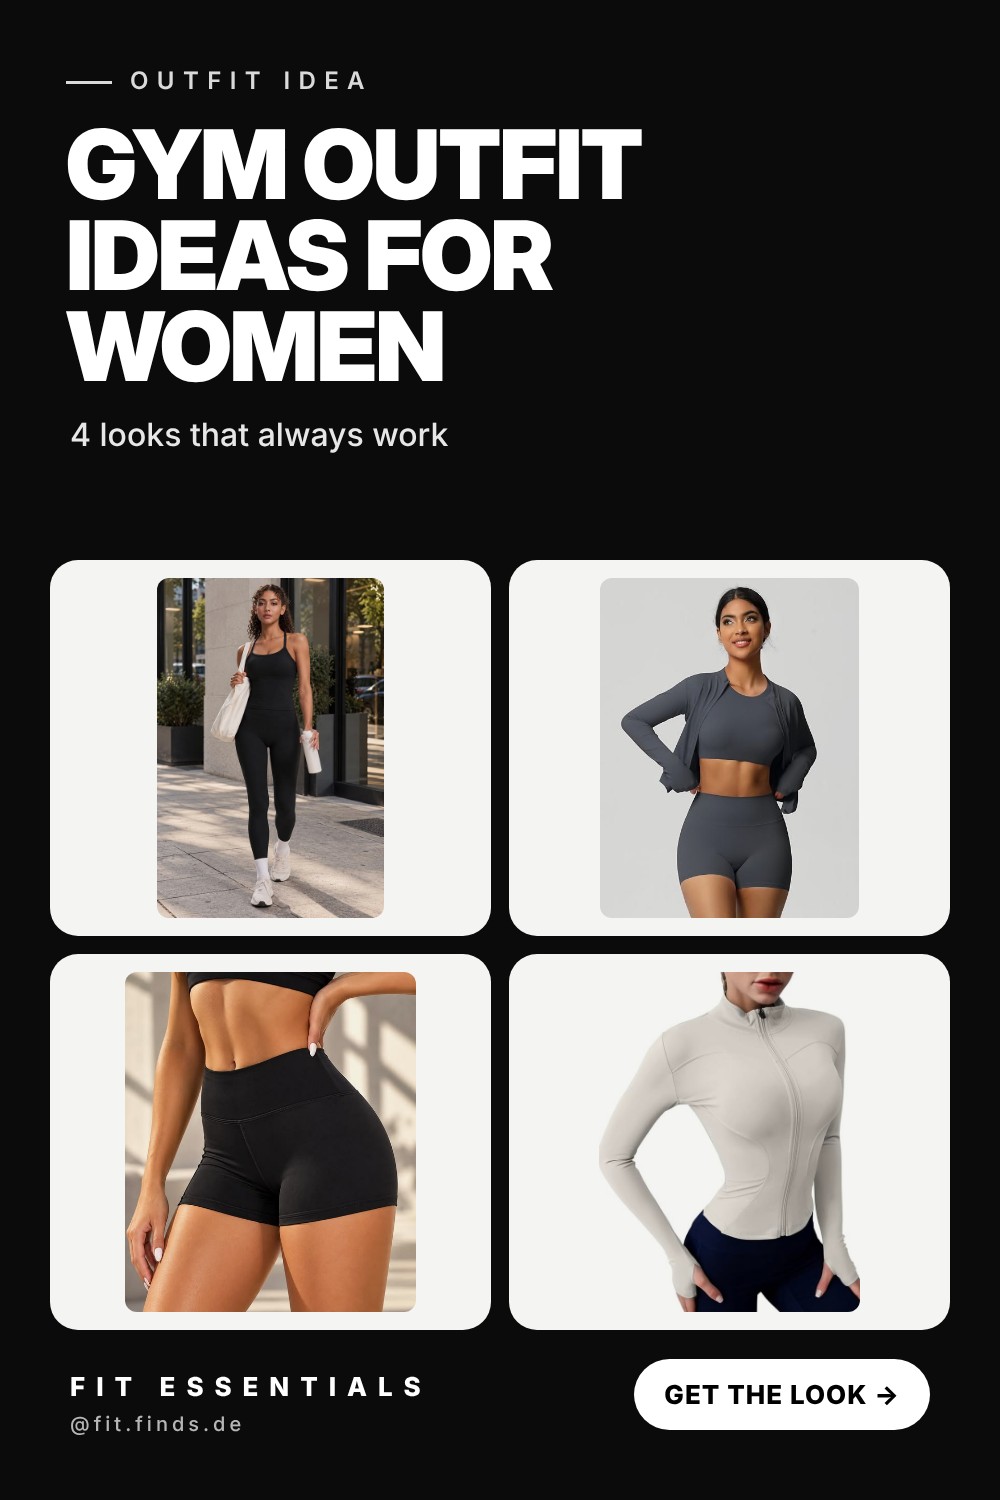 OUTFIT IDEA
GYM OUTFIT
IDEAS FOR
WOMEN
4 looks that always work
FIT ESSENTIALS
@fit.finds.de
GET THE LOOK →